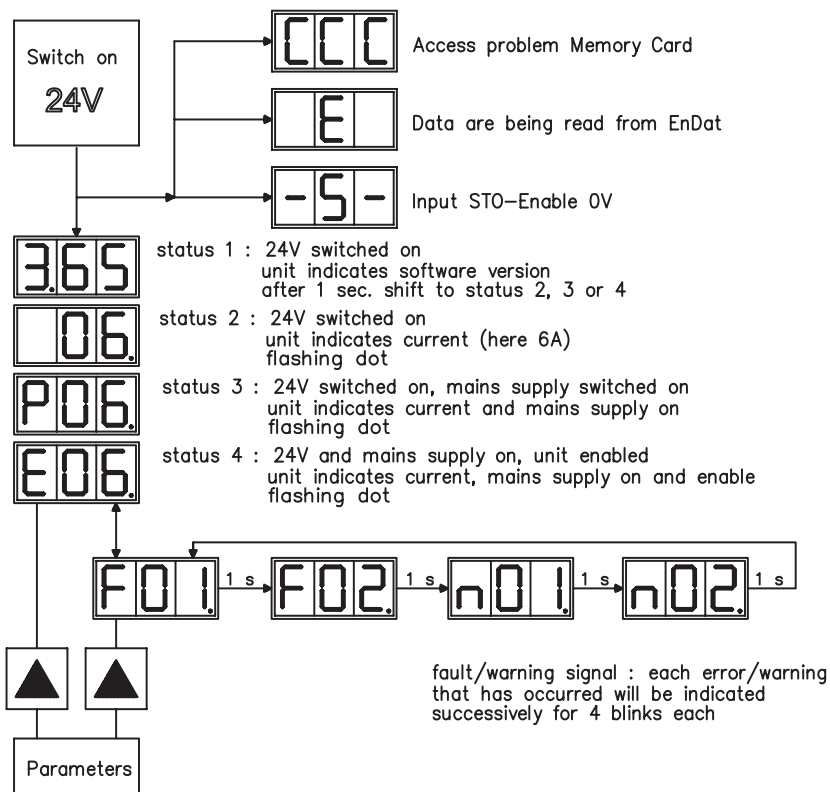 Switch on
24V
CCC
Access problem Memory Card
E
Data are being read from EnDat
-S-
Input STO-Enable 0V
3.65
status 1 : 24V switched on
unit indicates software version
after 1 sec. shift to status 2, 3 or 4
06.
status 2 : 24V switched on
unit indicates current (here 6A)
flashing dot
P06.
status 3 : 24V switched on, mains supply switched on
unit indicates current and mains supply on
flashing dot
E06.
status 4 : 24V and mains supply on, unit enabled
unit indicates current, mains supply on and enable
flashing dot
F01. 1 s F02. 1 s n01. 1 s n02. 1 s
fault/warning signal : each error/warning
that has occurred will be indicated
successively for 4 blinks each
Parameters